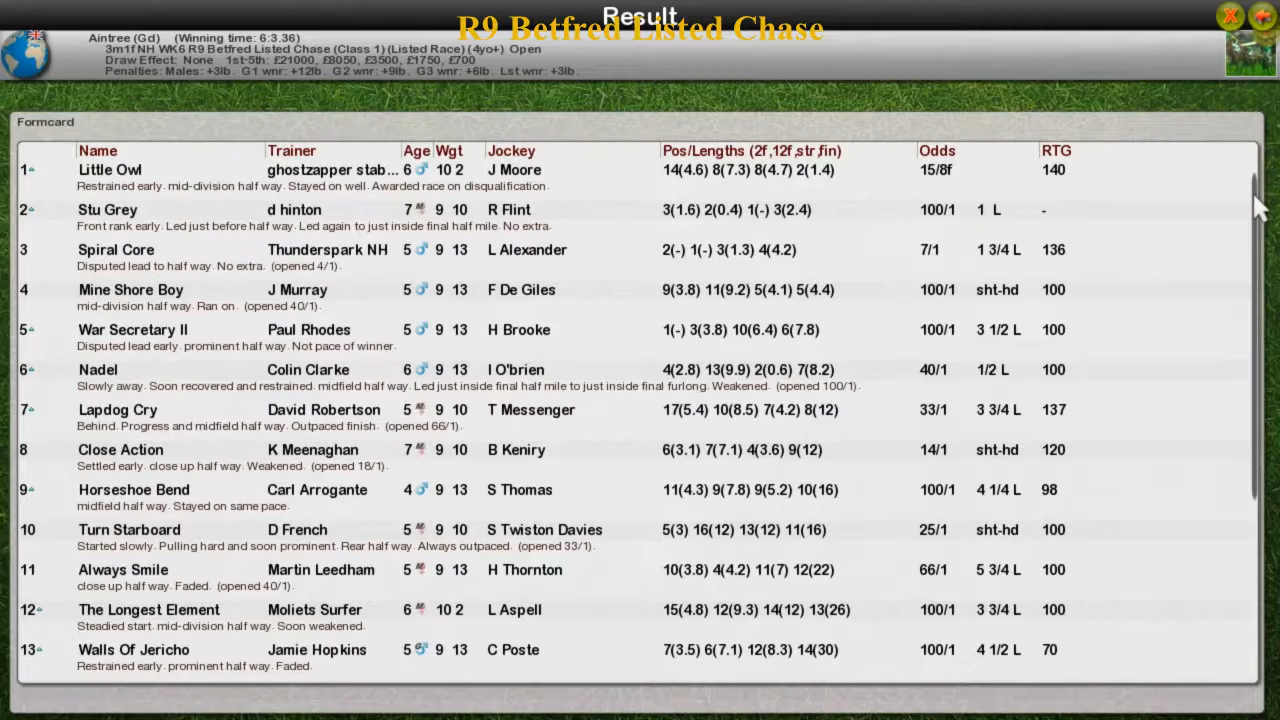 Result
R9 Betfred Listed Chase
Aintree (Gd) (Winning time: 6:3.36)
3m1f NH WK6 R9 Betfred Listed Chase (Class 1) (Listed Race) (4yo+) Open
Draw Effect: None 1st-5th: £21000, £8050, £3500, £1750, £700
Penalties: Males: +3lb. G1 wnr: +12lb. G2 wnr: +9lb. G3 wnr: +6lb. Lst wnr: +3lb.
Formcard
Name Trainer Age Wgt Jockey Pos/Lengths (2f,12f,str,fin) Odds RTG
1 Little Owl ghostzapper stab... 6 10 2 J Moore 14(4.6) 8(7.3) 8(4.7) 2(1.4) 15/8f 140
Restrained early. mid-division half way. Stayed on well. Awarded race on disqualification.
2 Stu Grey d hinton 7 9 10 R Flint 3(1.6) 2(0.4) 1(-) 3(2.4) 100/1 1 L -
Front rank early. Led just before half way. Led again to just inside final half mile. No extra.
3 Spiral Core Thunderspark NH 5 9 13 L Alexander 2(-) 1(-) 3(1.3) 4(4.2) 7/1 1 3/4 L 136
Disputed lead to half way. No extra. (opened 4/1).
4 Mine Shore Boy J Murray 5 9 13 F De Giles 9(3.8) 11(9.2) 5(4.1) 5(4.4) 100/1 sht-hd 100
mid-division half way. Ran on. (opened 40/1).
5 War Secretary II Paul Rhodes 5 9 13 H Brooke 1(-) 3(3.8) 10(6.4) 6(7.8) 100/1 3 1/2 L 100
Disputed lead early. prominent half way. Not pace of winner.
6 Nadel Colin Clarke 6 9 13 I O'brien 4(2.8) 13(9.9) 2(0.6) 7(8.2) 40/1 1/2 L 100
Slowly away. Soon recovered and restrained. midfield half way. Led just inside final half mile to just inside final furlong. Weakened. (opened 100/1).
7 Lapdog Cry David Robertson 5 9 10 T Messenger 17(5.4) 10(8.5) 7(4.2) 8(12) 33/1 3 3/4 L 137
Behind. Progress and midfield half way. Outpaced finish. (opened 66/1).
8 Close Action K Meenaghan 7 9 10 B Keniry 6(3.1) 7(7.1) 4(3.6) 9(12) 14/1 sht-hd 120
Settled early. close up half way. Weakened. (opened 18/1).
9 Horseshoe Bend Carl Arrogante 4 9 13 S Thomas 11(4.3) 9(7.8) 9(5.2) 10(16) 100/1 4 1/4 L 98
midfield half way. Stayed on same pace.
10 Turn Starboard D French 5 9 10 S Twiston Davies 5(3) 16(12) 13(12) 11(16) 25/1 sht-hd 100
Started slowly. Pulling hard and soon prominent. Rear half way. Always outpaced. (opened 33/1).
11 Always Smile Martin Leedham 5 9 13 H Thornton 10(3.8) 4(4.2) 11(7) 12(22) 66/1 5 3/4 L 100
close up half way. Faded. (opened 40/1).
12 The Longest Element Moliets Surfer 6 10 2 L Aspell 15(4.8) 12(9.3) 14(12) 13(26) 100/1 3 3/4 L 100
Steadied start. mid-division half way. Soon weakened.
13 Walls Of Jericho Jamie Hopkins 5 9 13 C Poste 7(3.5) 6(7.1) 12(8.3) 14(30) 100/1 4 1/2 L 70
Restrained early. prominent half way. Faded.